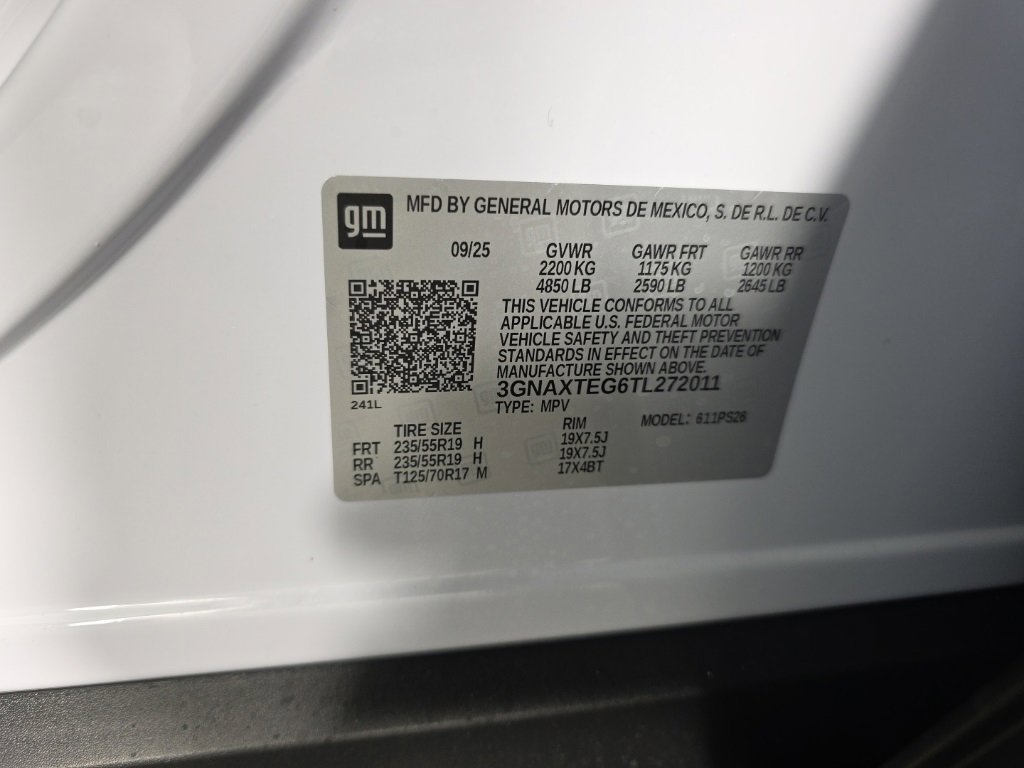 gm
MFD BY GENERAL MOTORS DE MEXICO, S. DE R.L. DE C.V.
09/25 GVWR GAWR FRT GAWR RR
2200 KG 1175 KG 1200 KG
4850 LB 2590 LB 2645 LB
THIS VEHICLE CONFORMS TO ALL
APPLICABLE U.S. FEDERAL MOTOR
VEHICLE SAFETY AND THEFT PREVENTION
STANDARDS IN EFFECT ON THE DATE OF
MANUFACTURE SHOWN ABOVE.
3GNAXTEG6TL272011
241L
TYPE: MPV MODEL: 611PS26
TIRE SIZE RIM
FRT 235/55R19 H 19X7.5J
RR 235/55R19 H 19X7.5J
SPA T125/70R17 M 17X4BT